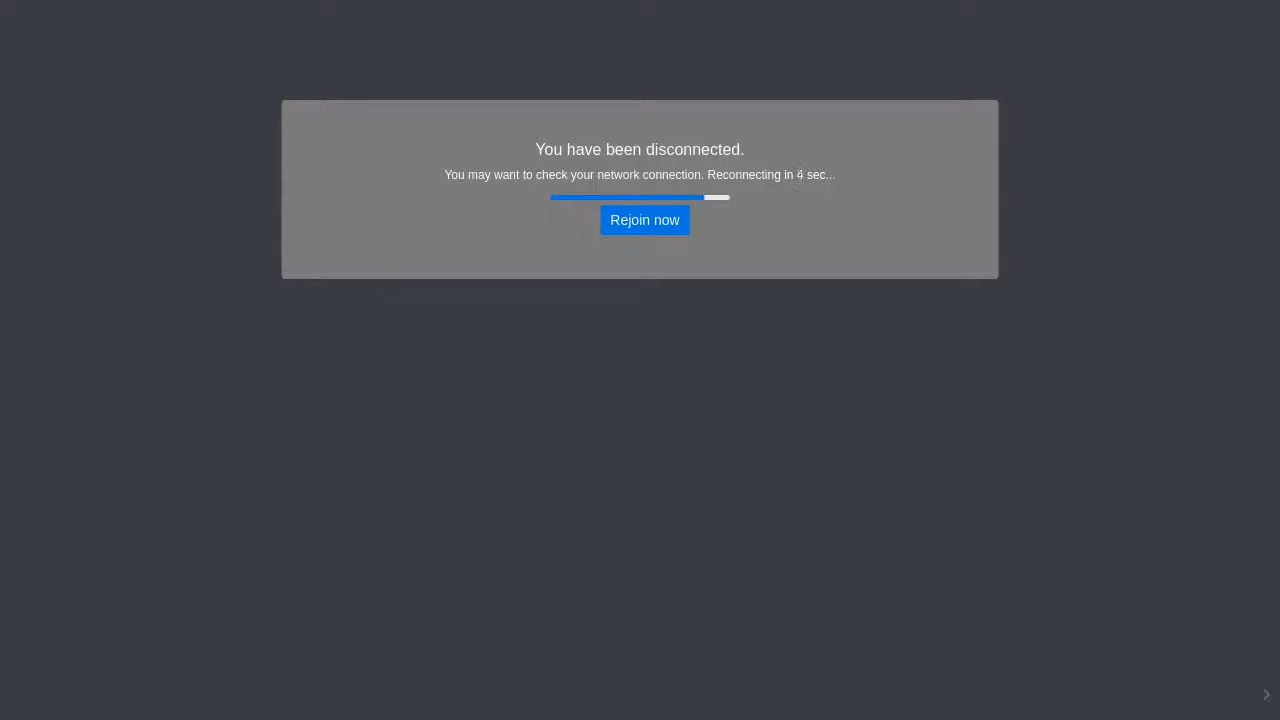 You have been disconnected.
You may want to check your network connection. Reconnecting in 4 sec...
Rejoin now